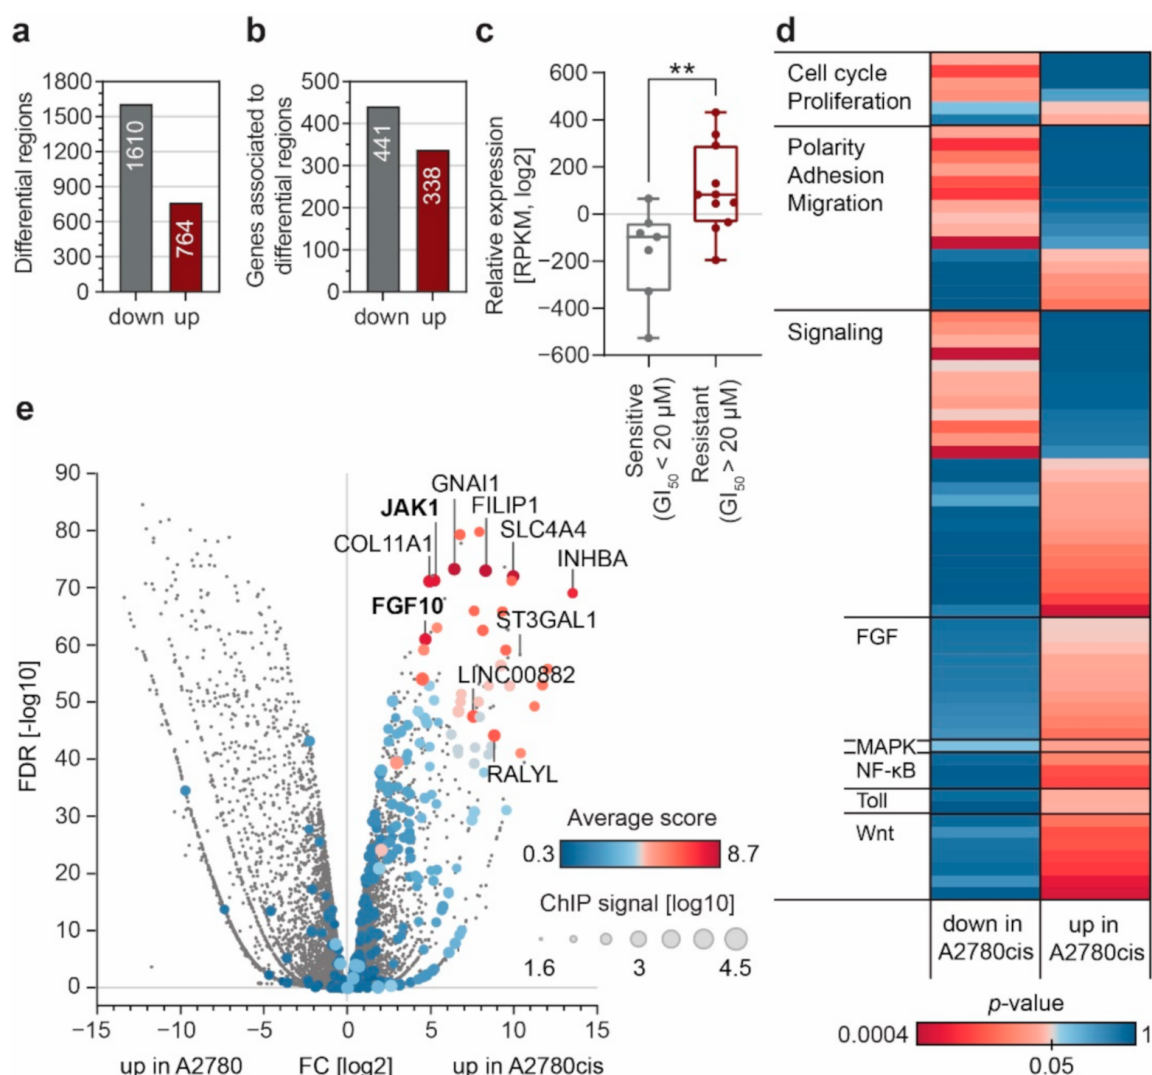 a
1800
1500
1200
900
600
300
0
Differential regions
1610
764
down up
b
500
400
300
200
100
0
Genes associated to
differential regions
441
338
down up
c
**
600
400
200
0
−200
−400
−600
Relative expression
[RPKM, log2]
Sensitive
(GI50 < 20 µM)
Resistant
(GI50 > 20 µM)
d
Cell cycle
Proliferation
Polarity
Adhesion
Migration
Signaling
FGF
MAPK
NF-κB
Toll
Wnt
down in
A2780cis
up in
A2780cis
p-value
0.0004
1
0.05
e
90
80
70
60
50
40
30
20
10
0
FDR [-log10]
GNAI1
JAK1
FILIP1
COL11A1
SLC4A4
INHBA
FGF10
ST3GAL1
LINC00882
RALYL
Average score
0.3
8.7
ChIP signal [log10]
1.6
3
4.5
−15
−10
−5
0
5
10
15
up in A2780
FC [log2]
up in A2780cis